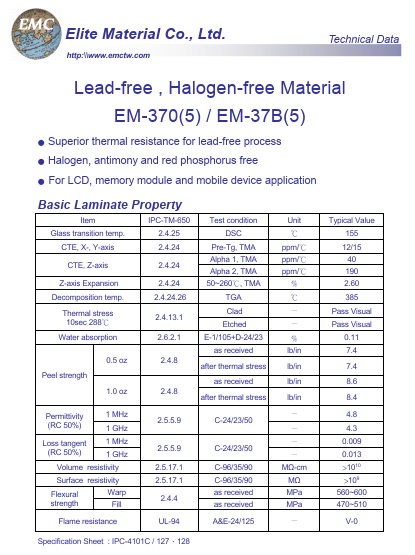 EMC
Elite Material Co., Ltd.
Technical Data
http:\\www.emctw.com
Lead-free , Halogen-free Material
EM-370(5) / EM-37B(5)
● Superior thermal resistance for lead-free process
● Halogen, antimony and red phosphorus free
● For LCD, memory module and mobile device application
Basic Laminate Property
Item IPC-TM-650 Test condition Unit Typical Value
Glass transition temp. 2.4.25 DSC ℃ 155
CTE, X-, Y-axis 2.4.24 Pre-Tg, TMA ppm/℃ 12/15
CTE, Z-axis 2.4.24 Alpha 1, TMA ppm/℃ 40
Alpha 2, TMA ppm/℃ 190
Z-axis Expansion 2.4.24 50~260℃, TMA % 2.60
Decomposition temp. 2.4.24.26 TGA ℃ 385
Thermal stress
10sec 288℃ 2.4.13.1 Clad — Pass Visual
Etched — Pass Visual
Water absorption 2.6.2.1 E-1/105+D-24/23 % 0.11
Peel strength 0.5 oz 2.4.8 as received lb/in 7.4
after thermal stress lb/in 7.4
1.0 oz 2.4.8 as received lb/in 8.6
after thermal stress lb/in 8.4
Permittivity
(RC 50%) 1 MHz 2.5.5.9 C-24/23/50 — 4.8
1 GHz — 4.3
Loss tangent
(RC 50%) 1 MHz 2.5.5.9 C-24/23/50 — 0.009
1 GHz — 0.013
Volume resistivity 2.5.17.1 C-96/35/90 MΩ-cm >10¹⁰
Surface resistivity 2.5.17.1 C-96/35/90 MΩ >10⁹
Flexural
strength Warp 2.4.4 as received MPa 560~600
Fill as received MPa 470~510
Flame resistance UL-94 A&E-24/125 — V-0
Specification Sheet : IPC-4101C / 127 · 128